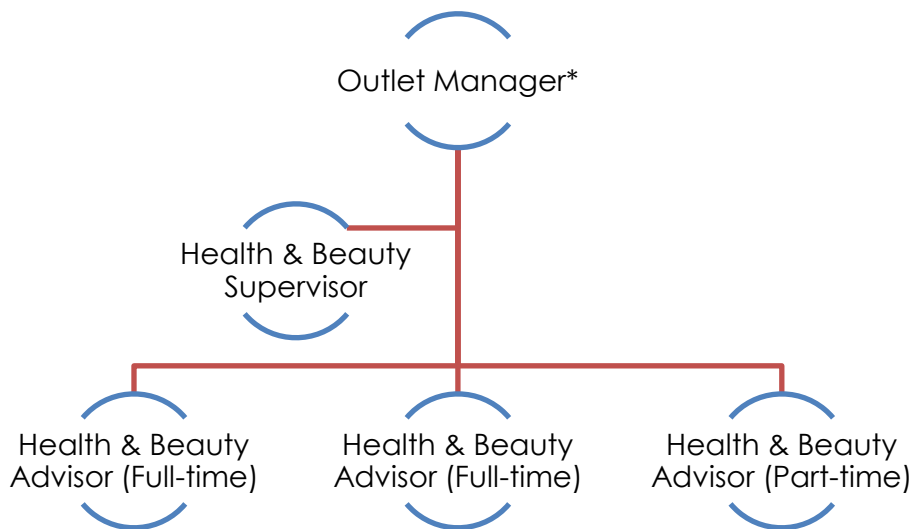 Outlet Manager*
Health & Beauty
Supervisor
Health & Beauty
Advisor (Full-time)
Health & Beauty
Advisor (Full-time)
Health & Beauty
Advisor (Part-time)